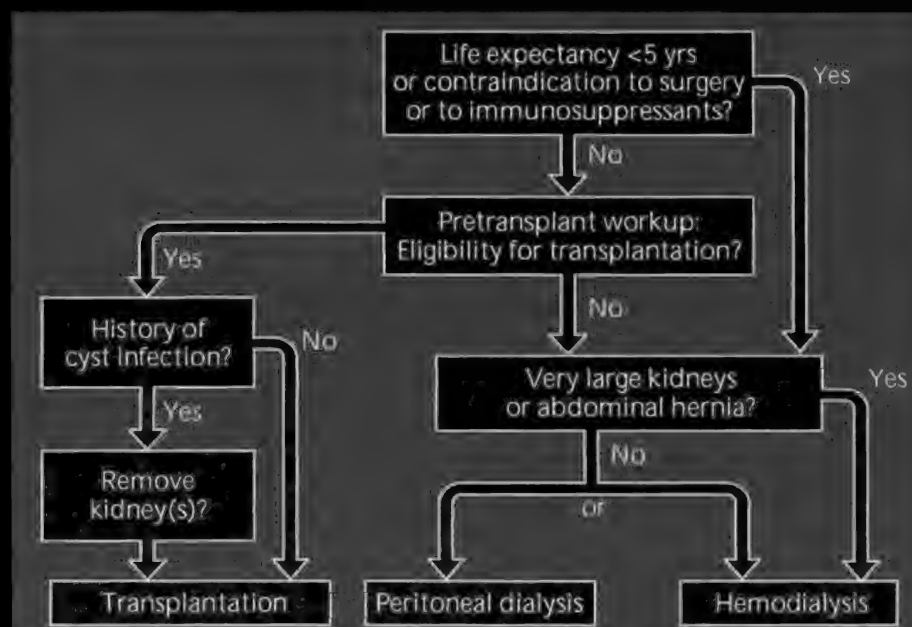 Life expectancy <5 yrs
or contraindication to surgery
or to immunosuppressants?
Yes
No
Pretransplant workup:
Eligibility for transplantation?
Yes
No
History of
cyst infection?
No
Very large kidneys
or abdominal hernia?
Yes
Yes
No
Remove
kidney(s)?
or
Transplantation
Peritoneal dialysis
Hemodialysis